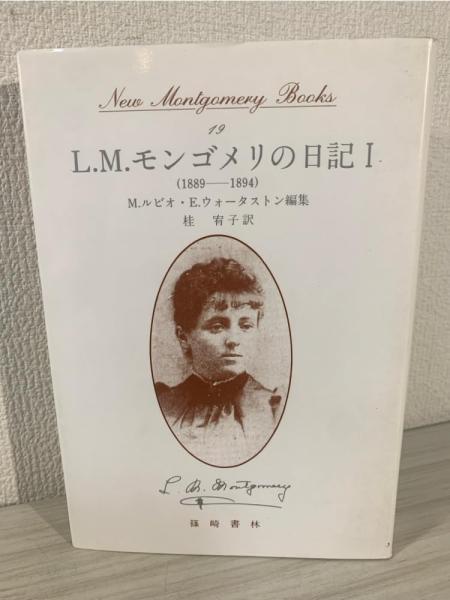 New Montgomery Books
19
L.M.モンゴメリの日記 I
(1889——1894)
M.ルビオ・E.ウォータストン編集
桂 宥子訳
L. M. Montgomery
篠崎書林